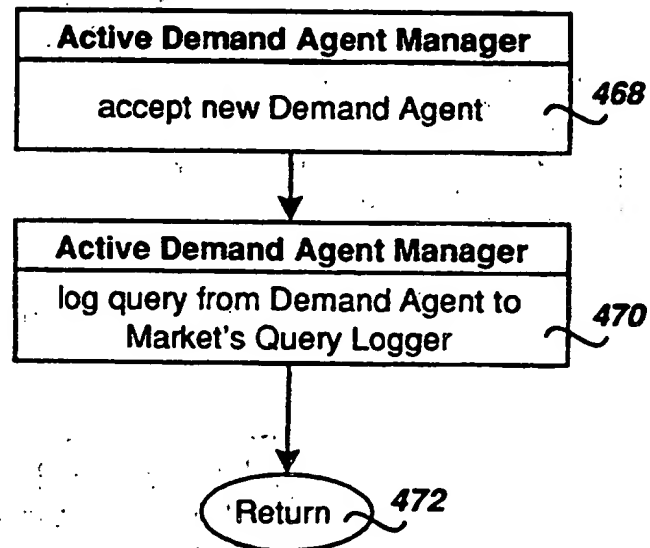 Active Demand Agent Manager
accept new Demand Agent
468
Active Demand Agent Manager
log query from Demand Agent to
Market's Query Logger
470
Return
472